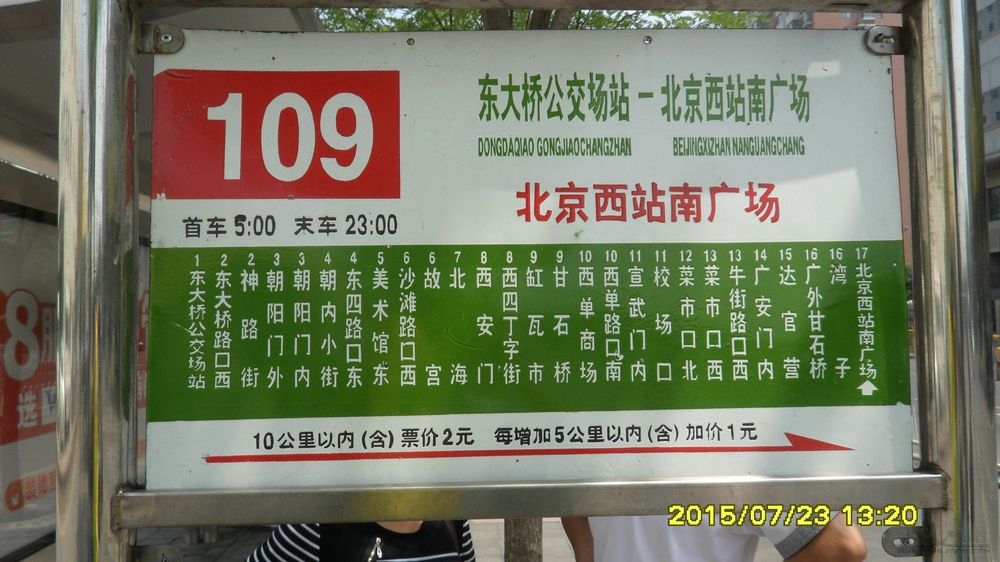 109
东大桥公交场站－北京西站南广场
DONGDAQIAO GONGJIAOCHANGZHAN BEIJINGXIZHAN NANGUANGCHANG
北京西站南广场
首车 5:00 末车 23:00
1 东大桥公交场站
2 东大桥路口西
2 神路街
3 朝阳门外
3 朝阳门内
4 朝内小街
4 东四路口东
5 美术馆东
6 沙滩路口西
6 故宫
7 北海
8 西安门
8 西四丁字街
9 缸瓦市
9 甘石桥
10 西单商场
10 西单路口南
11 宣武门内
11 校场口
12 菜市口北
13 菜市口西
13 牛街路口西
14 广安门内
15 达官营
16 广外甘石桥
16 湾子
17 北京西站南广场
10公里以内(含)票价2元 每增加5公里以内(含)加价1元
8
选
2015/07/23 13:20